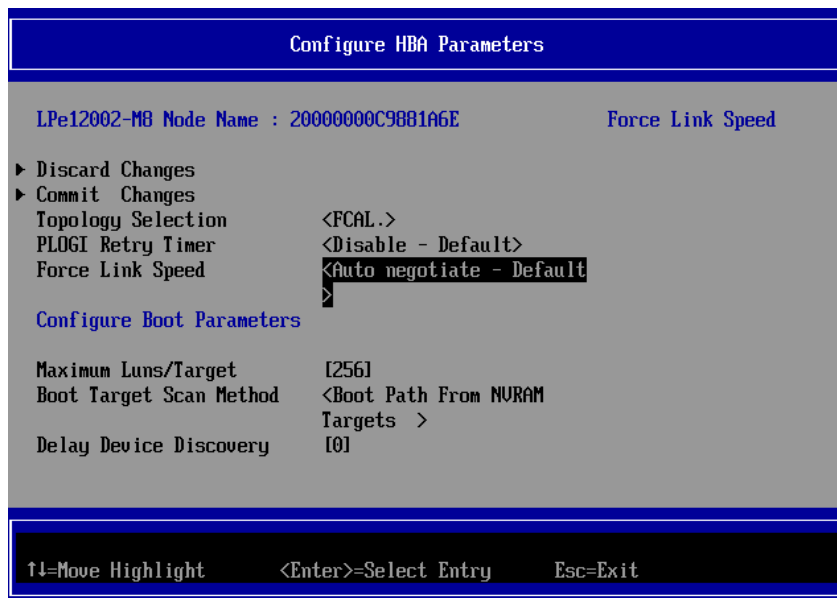 Configure HBA Parameters
LPe12002-M8 Node Name : 20000000C9881A6E Force Link Speed
▶ Discard Changes
▶ Commit Changes
Topology Selection <FCAL.>
PLOGI Retry Timer <Disable - Default>
Force Link Speed <Auto negotiate - Default
>
Configure Boot Parameters
Maximum Luns/Target [256]
Boot Target Scan Method <Boot Path From NVRAM
Targets >
Delay Device Discovery [0]
↑↓=Move Highlight <Enter>=Select Entry Esc=Exit